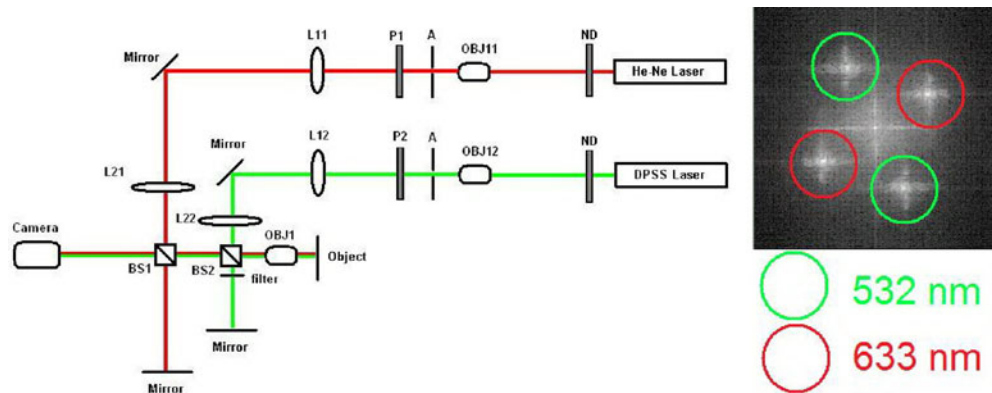 L11
P1
A
OBJ11
ND
Mirror
He-Ne Laser
L12
P2
A
OBJ12
ND
Mirror
DPSS Laser
L21
L22
Camera
OBJ1
BS1
BS2
filter
Object
Mirror
Mirror
532 nm
633 nm